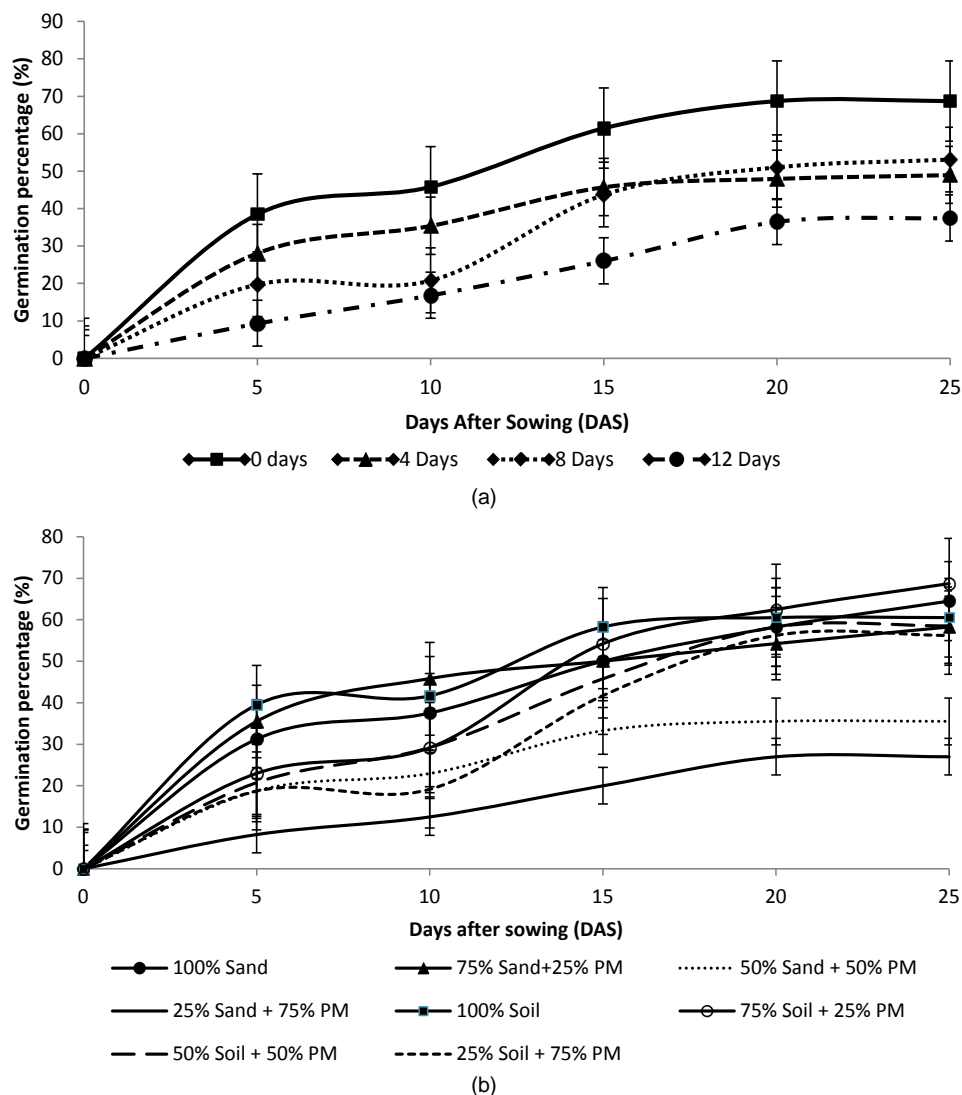 90
80
70
60
50
40
30
20
10
0
Germination percentage (%)
0 5 10 15 20 25
Days After Sowing (DAS)
0 days 4 Days 8 Days 12 Days
(a)
80
70
60
50
40
30
20
10
0
Germination percentage (%)
0 5 10 15 20 25
Days after sowing (DAS)
100% Sand 75% Sand+25% PM 50% Sand + 50% PM
25% Sand + 75% PM 100% Soil 75% Soil + 25% PM
50% Soil + 50% PM 25% Soil + 75% PM
(b)